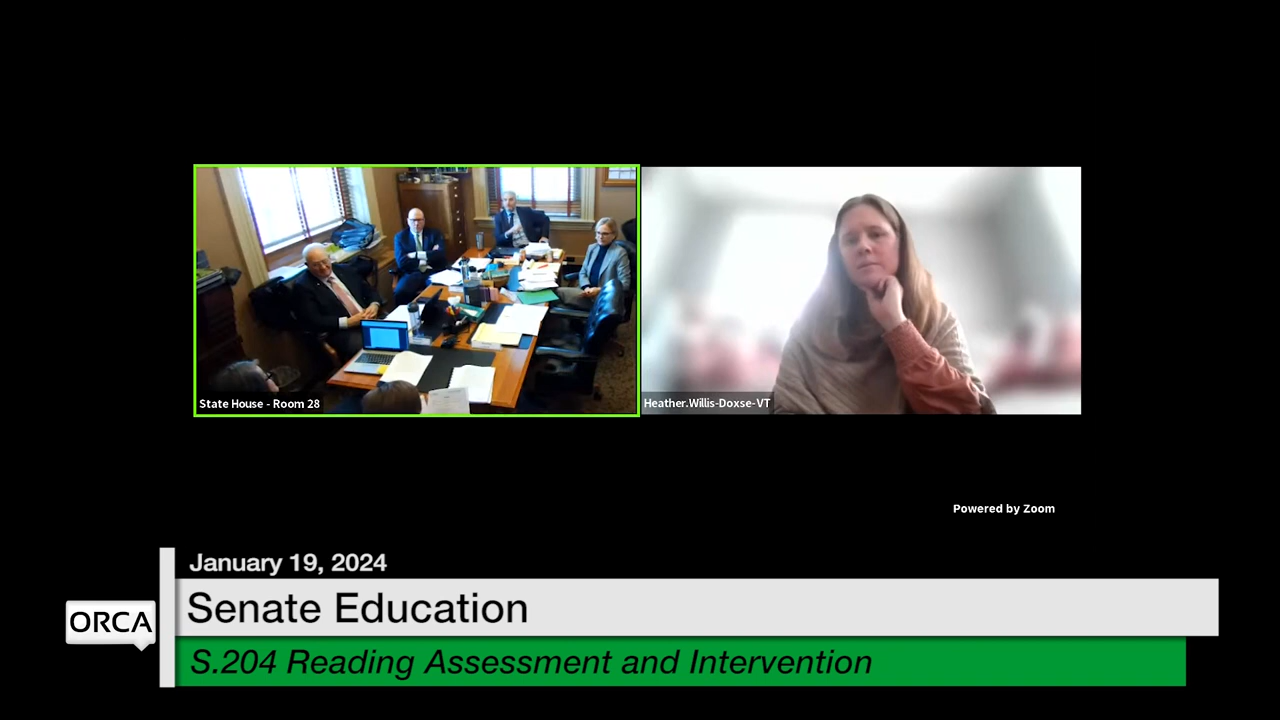 State House - Room 28
Heather.Willis-Doxse-VT
Powered by Zoom
January 19, 2024
Senate Education
ORCA
S.204 Reading Assessment and Intervention